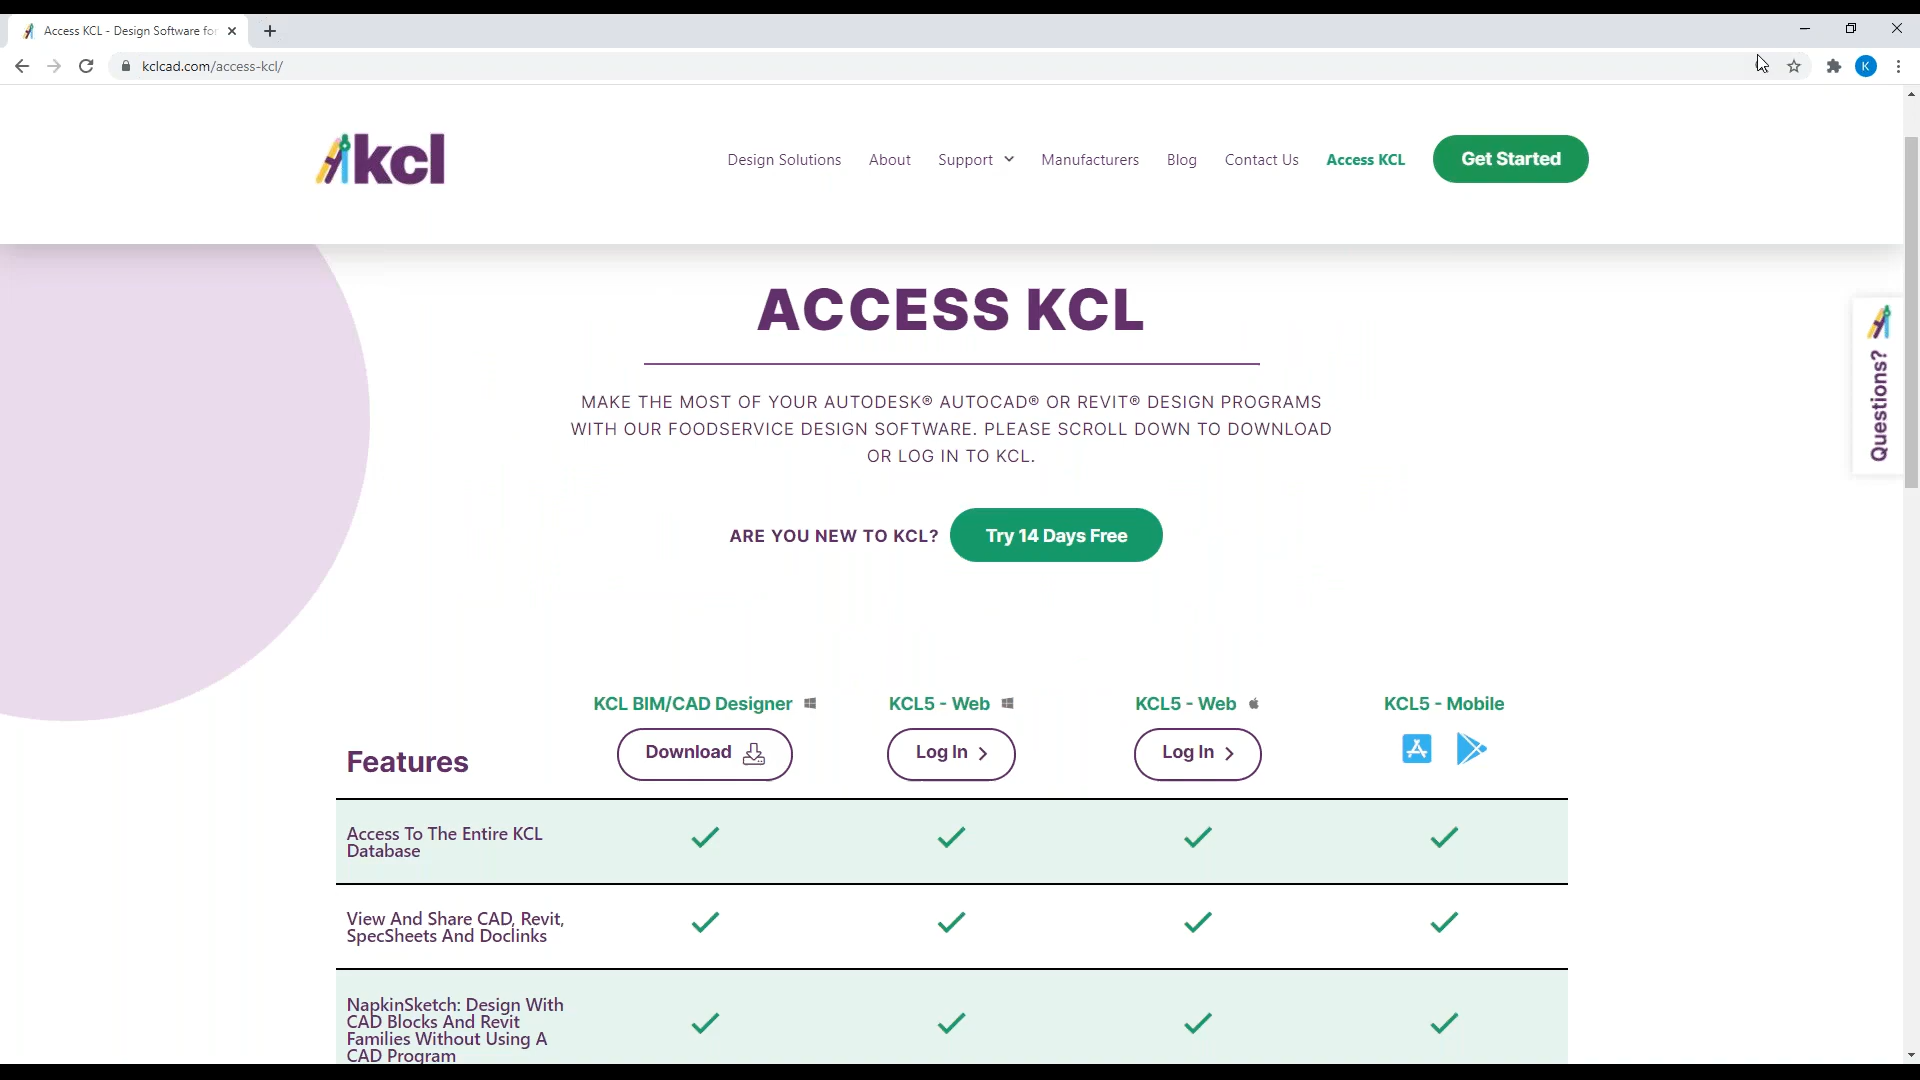 Access KCL - Design Software for
kclcad.com/access-kcl/
K
kcl
Design Solutions
About
Support
Manufacturers
Blog
Contact Us
Access KCL
Get Started
ACCESS KCL
MAKE THE MOST OF YOUR AUTODESK® AUTOCAD® OR REVIT® DESIGN PROGRAMS
WITH OUR FOODSERVICE DESIGN SOFTWARE. PLEASE SCROLL DOWN TO DOWNLOAD
OR LOG IN TO KCL.
Questions?
ARE YOU NEW TO KCL?
Try 14 Days Free
Features
KCL BIM/CAD Designer
Download
KCL5 - Web
Log In
KCL5 - Web
Log In
KCL5 - Mobile
Access To The Entire KCL
Database
View And Share CAD, Revit,
SpecSheets And Doclinks
NapkinSketch: Design With
CAD Blocks And Revit
Families Without Using A
CAD Program